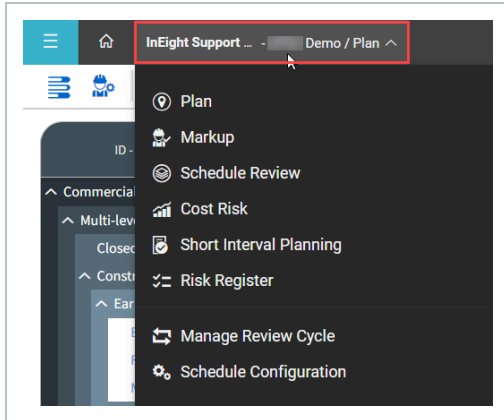 InEight Support ... - Demo / Plan
Plan
ID -
Markup
Schedule Review
Commercial
Cost Risk
Multi-leve
Short Interval Planning
Closed
Constr
Risk Register
Ear
Manage Review Cycle
Schedule Configuration